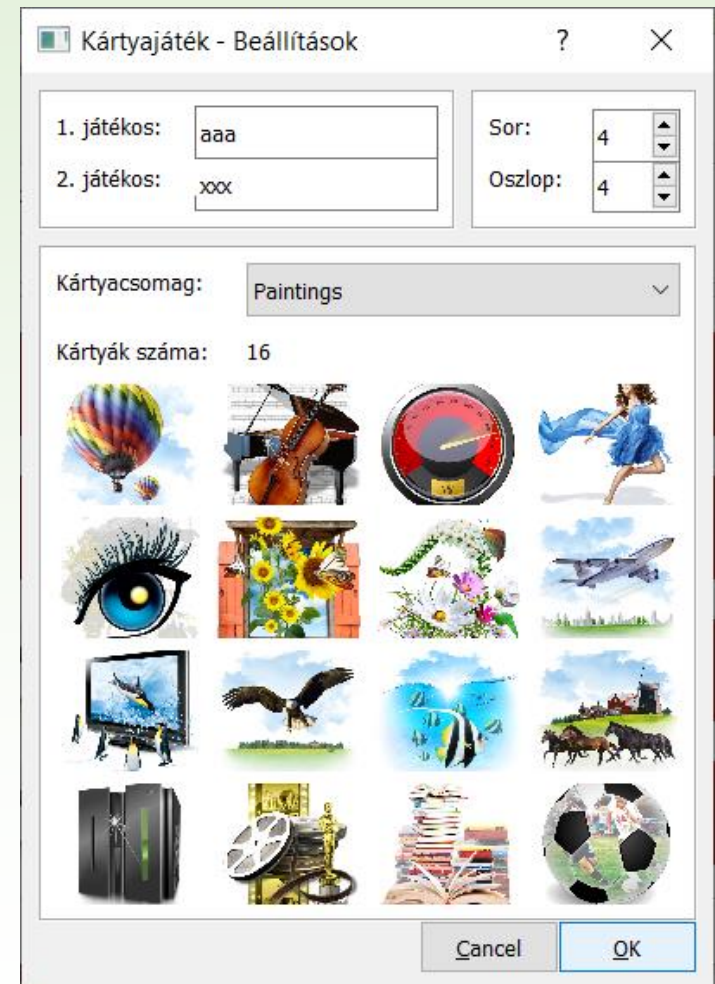 Kártyajáték - Beállítások ?
1. játékos: aaa
2. játékos: xxx
Sor: 4
Oszlop: 4
Kártyacsomag: Paintings
Kártyák száma: 16
Cancel OK